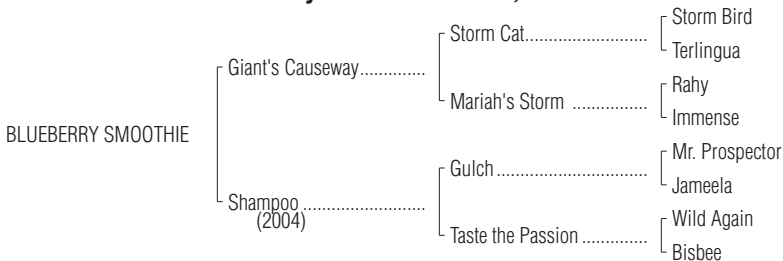 Storm Bird
Storm Cat
Terlingua
Giant's Causeway
Rahy
Mariah's Storm
Immense
BLUEBERRY SMOOTHIE
Mr. Prospector
Gulch
Jameela
Shampoo
(2004)
Wild Again
Taste the Passion
Bisbee